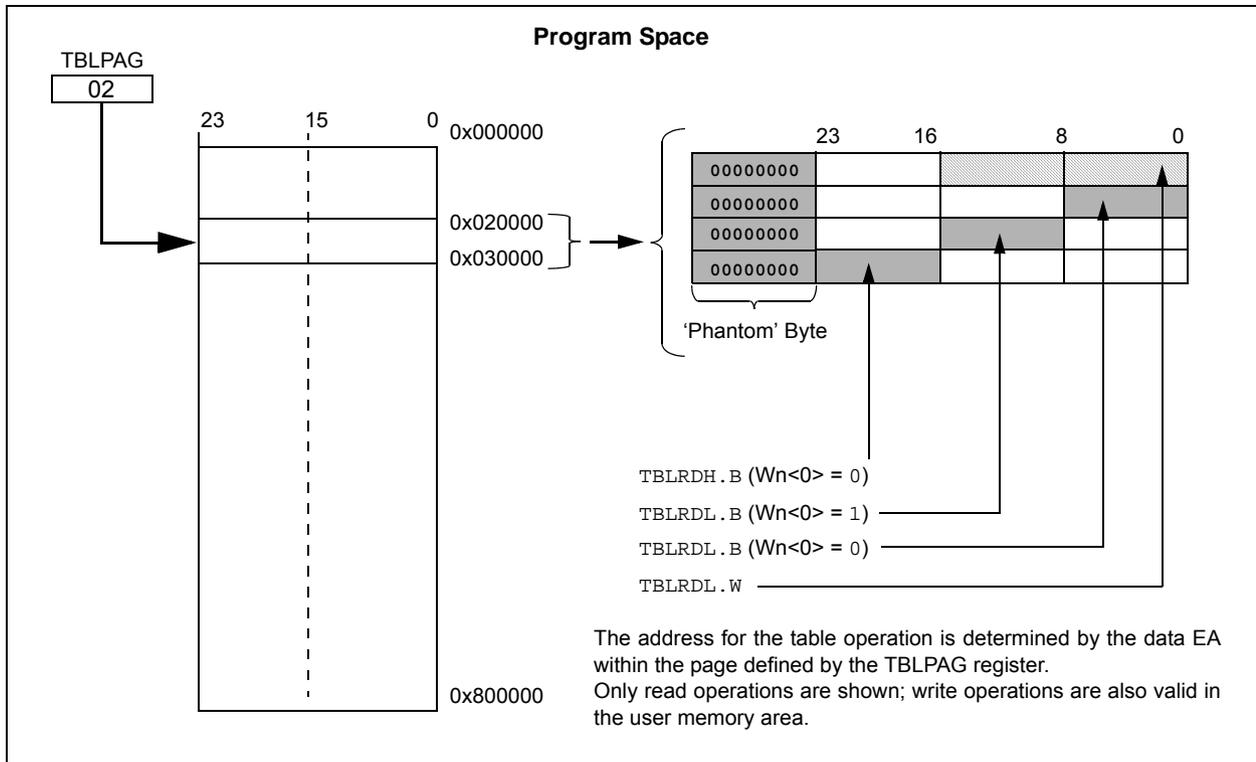 Program Space
TBLPAG
02
23 15 0
0x000000
0x020000
0x030000
0x800000
23 16 8 0
00000000
00000000
00000000
00000000
‘Phantom’ Byte
TBLRDH.B (Wn<0> = 0)
TBLRDL.B (Wn<0> = 1)
TBLRDL.B (Wn<0> = 0)
TBLRDL.W
The address for the table operation is determined by the data EA
within the page defined by the TBLPAG register.
Only read operations are shown; write operations are also valid in
the user memory area.